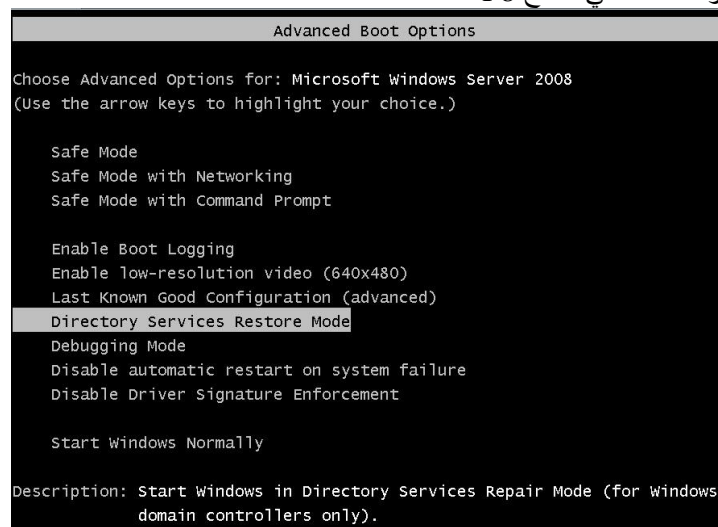 Advanced Boot Options
Choose Advanced Options for: Microsoft Windows Server 2008
(Use the arrow keys to highlight your choice.)
Safe Mode
Safe Mode with Networking
Safe Mode with Command Prompt
Enable Boot Logging
Enable low-resolution video (640x480)
Last Known Good Configuration (advanced)
Directory Services Restore Mode
Debugging Mode
Disable automatic restart on system failure
Disable Driver Signature Enforcement
Start Windows Normally
Description: Start Windows in Directory Services Repair Mode (for Windows
domain controllers only).